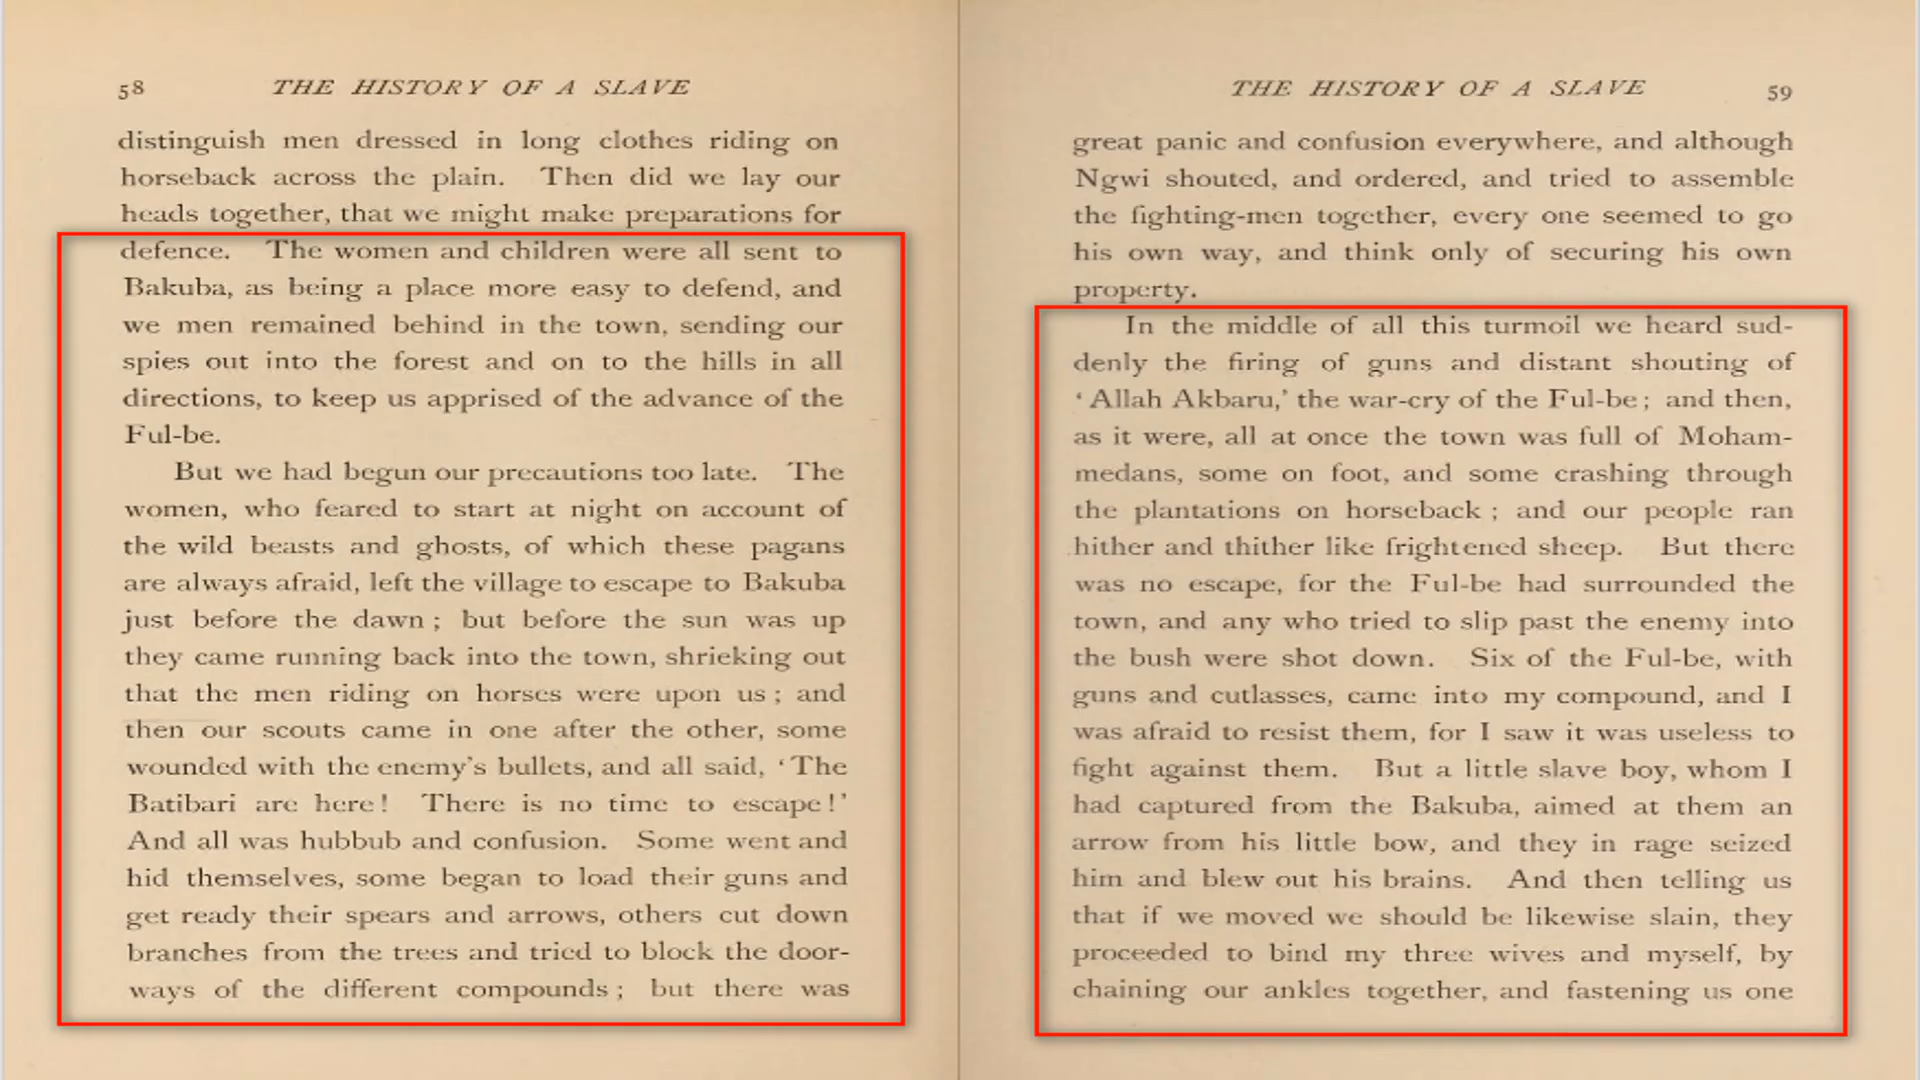 58 THE HISTORY OF A SLAVE
distinguish men dressed in long clothes riding on
horseback across the plain. Then did we lay our
heads together, that we might make preparations for
defence. The women and children were all sent to
Bakuba, as being a place more easy to defend, and
we men remained behind in the town, sending our
spies out into the forest and on to the hills in all
directions, to keep us apprised of the advance of the
Ful-be.
But we had begun our precautions too late. The
women, who feared to start at night on account of
the wild beasts and ghosts, of which these pagans
are always afraid, left the village to escape to Bakuba
just before the dawn; but before the sun was up
they came running back into the town, shrieking out
that the men riding on horses were upon us; and
then our scouts came in one after the other, some
wounded with the enemy's bullets, and all said, 'The
Batibari are here! There is no time to escape!'
And all was hubbub and confusion. Some went and
hid themselves, some began to load their guns and
get ready their spears and arrows, others cut down
branches from the trees and tried to block the door-
ways of the different compounds; but there was
THE HISTORY OF A SLAVE 59
great panic and confusion everywhere, and although
Ngwi shouted, and ordered, and tried to assemble
the fighting-men together, every one seemed to go
his own way, and think only of securing his own
property.
In the middle of all this turmoil we heard sud-
denly the firing of guns and distant shouting of
'Allah Akbaru,' the war-cry of the Ful-be; and then,
as it were, all at once the town was full of Moham-
medans, some on foot, and some crashing through
the plantations on horseback; and our people ran
hither and thither like frightened sheep. But there
was no escape, for the Ful-be had surrounded the
town, and any who tried to slip past the enemy into
the bush were shot down. Six of the Ful-be, with
guns and cutlasses, came into my compound, and I
was afraid to resist them, for I saw it was useless to
fight against them. But a little slave boy, whom I
had captured from the Bakuba, aimed at them an
arrow from his little bow, and they in rage seized
him and blew out his brains. And then telling us
that if we moved we should be likewise slain, they
proceeded to bind my three wives and myself, by
chaining our ankles together, and fastening us one